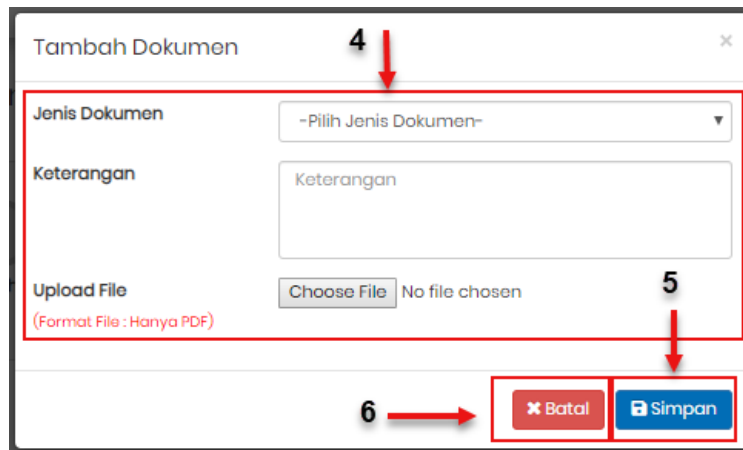 Tambah Dokumen 4 ×
Jenis Dokumen -Pilih Jenis Dokumen-
Keterangan Keterangan
Upload File Choose File No file chosen 5
(Format File : Hanya PDF)
6 Batal Simpan